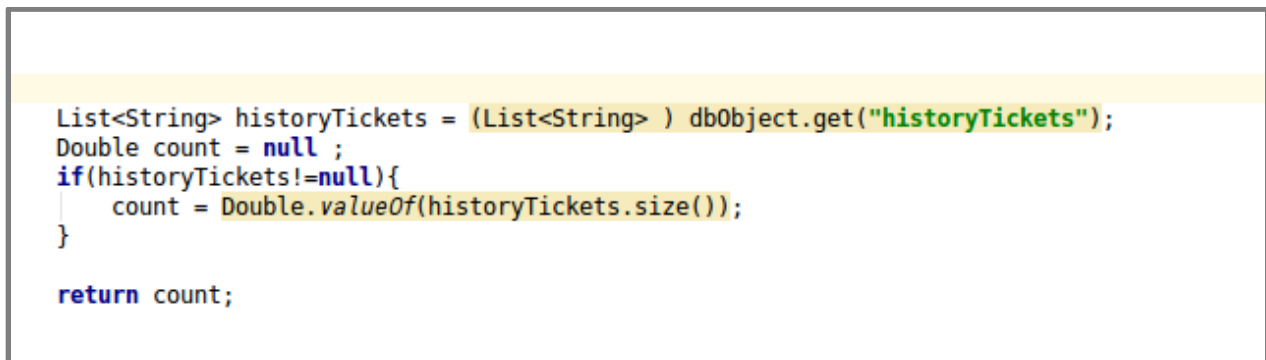 List<String> historyTickets = (List<String> ) dbObject.get("historyTickets");
Double count = null ;
if(historyTickets!=null){
    count = Double.valueOf(historyTickets.size());
}
return count;